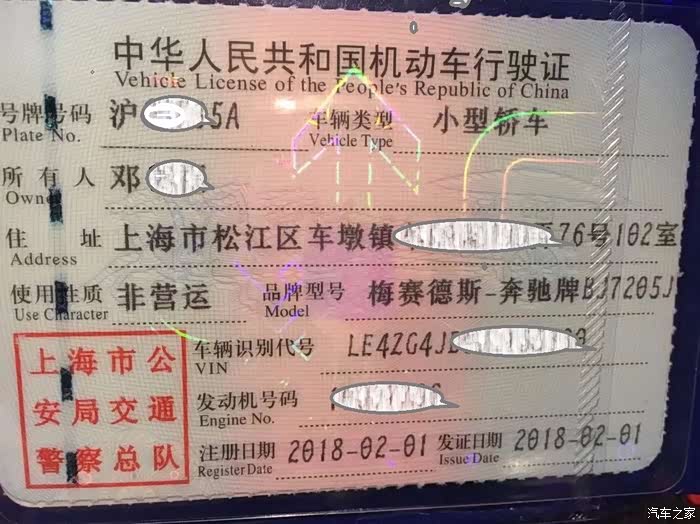 中华人民共和国机动车行驶证
Vehicle License of the People's Republic of China
号牌号码 沪 5A 车辆类型 小型轿车
Plate No. Vehicle Type
所有人 邓
Owner
住址 上海市松江区车墩镇 76号102室
Address
使用性质 非营运 品牌型号 梅赛德斯-奔驰牌BJ7205J
Use Character Model
上海市公
安局交通
警察总队
车辆识别代号 LE4ZG4J
VIN
发动机号码
Engine No.
注册日期 2018-02-01 发证日期 2018-02-01
Register Date Issue Date
汽车之家